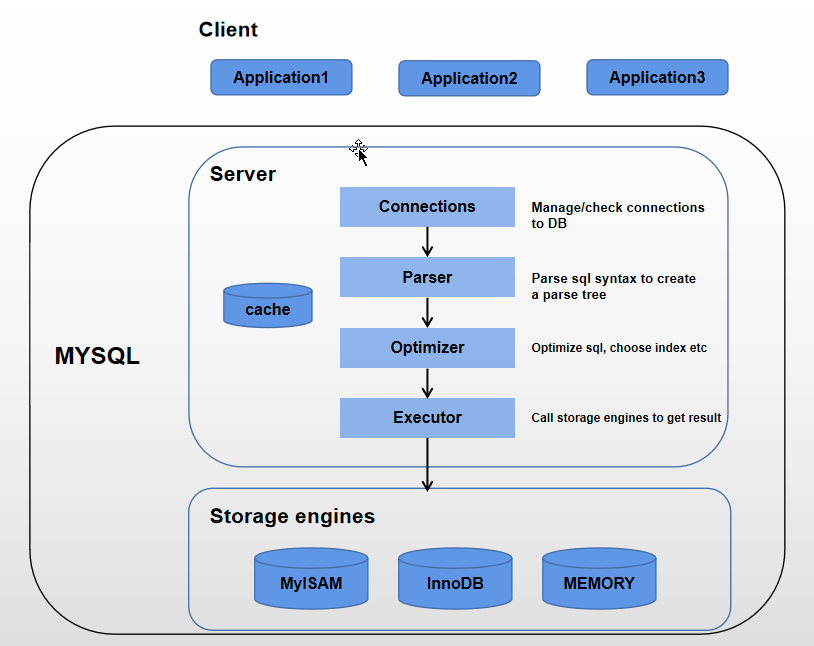 Client
Application1
Application2
Application3
Server
Connections
Manage/check connections
to DB
Parser
Parse sql syntax to create
a parse tree
cache
Optimizer
Optimize sql, choose index etc
MYSQL
Executor
Call storage engines to get result
Storage engines
MyISAM
InnoDB
MEMORY